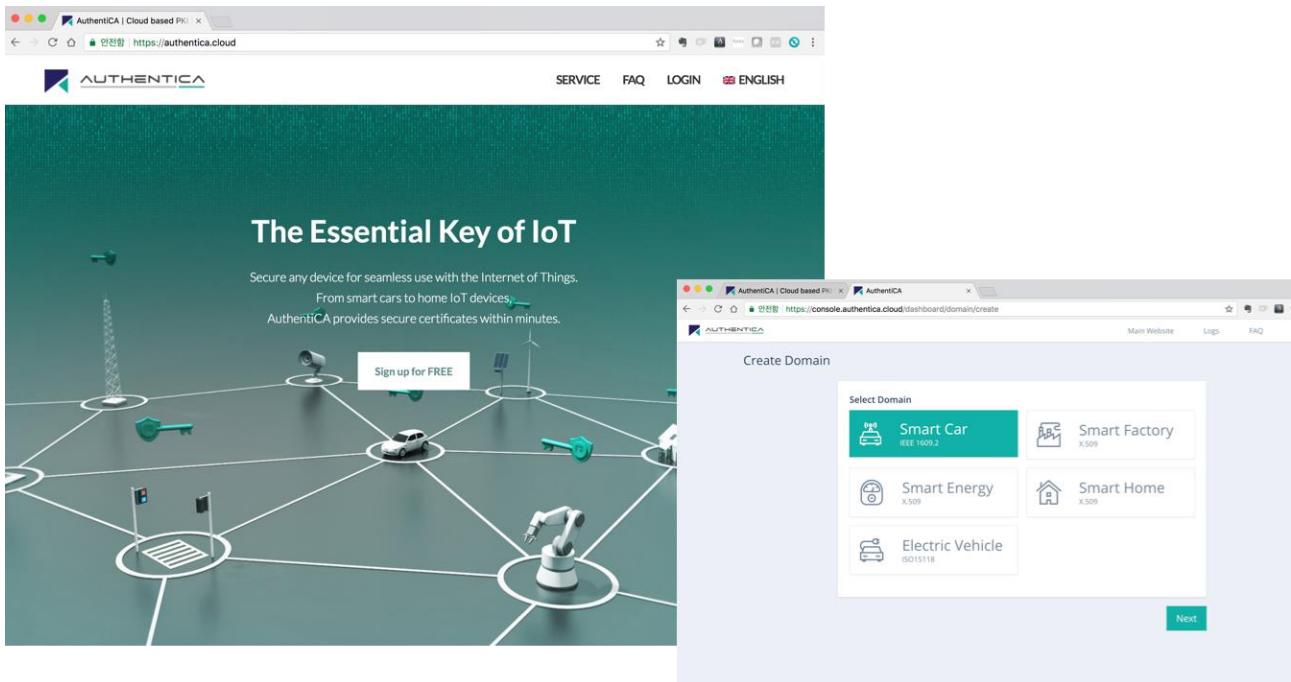 AuthentiCA | Cloud based PKI
안전함 https://authentica.cloud
AUTHENTICA
SERVICE FAQ LOGIN ENGLISH
The Essential Key of IoT
Secure any device for seamless use with the Internet of Things.
From smart cars to home IoT devices,
AuthentiCA provides secure certificates within minutes.
Sign up for FREE
AuthentiCA | Cloud based PKI AuthentiCA
안전함 https://console.authentica.cloud/dashboard/domain/create
AUTHENTICA Main Website Logs FAQ
Create Domain
Select Domain
Smart Car
IEEE 1609.2
Smart Factory
X.509
Smart Energy
X.509
Smart Home
X.509
Electric Vehicle
ISO15118
Next